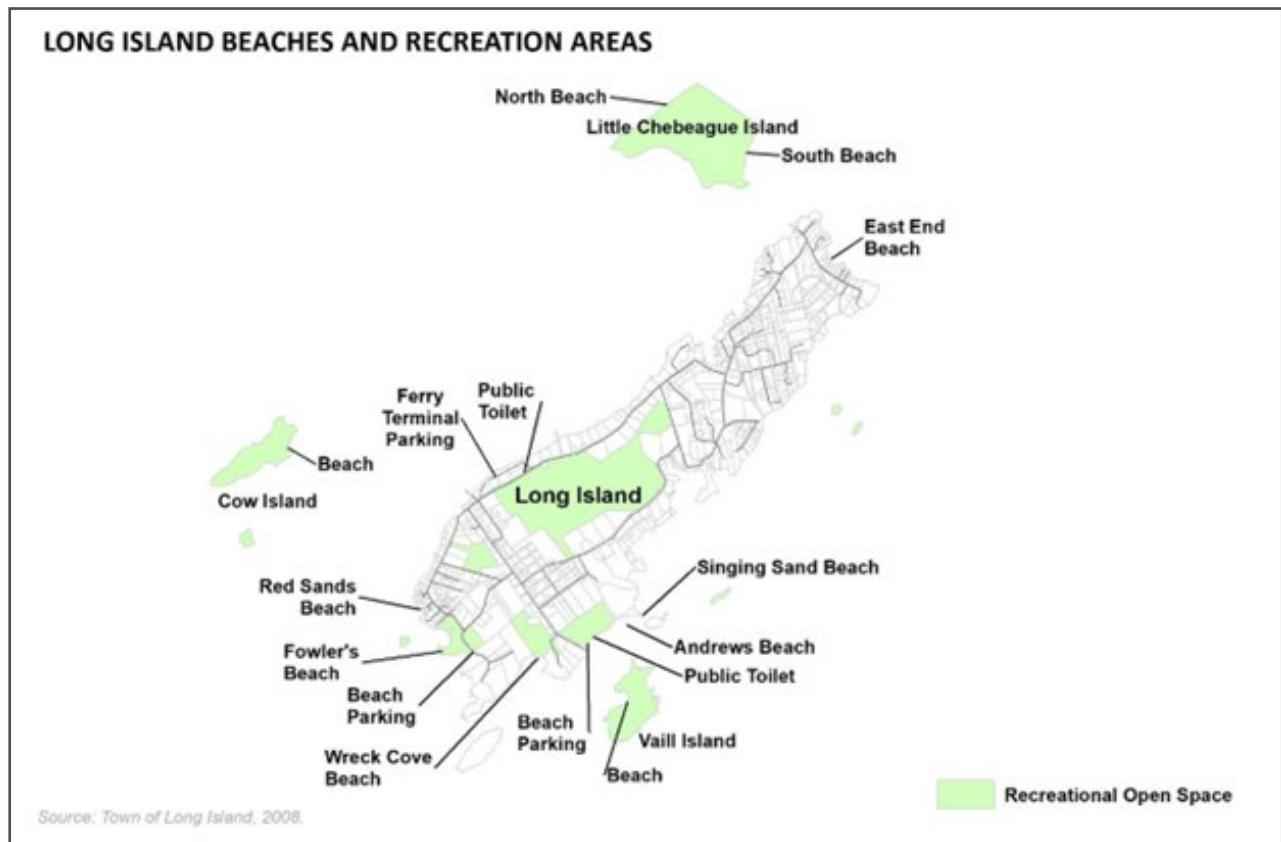 LONG ISLAND BEACHES AND RECREATION AREAS
North Beach
Little Chebeague Island
South Beach
East End
Beach
Ferry
Terminal
Parking
Public
Toilet
Beach
Cow Island
Long Island
Singing Sand Beach
Red Sands
Beach
Andrews Beach
Fowler's
Beach
Public Toilet
Beach
Parking
Beach
Parking
Vaill Island
Wreck Cove
Beach
Beach
Recreational Open Space
Source: Town of Long Island, 2008.